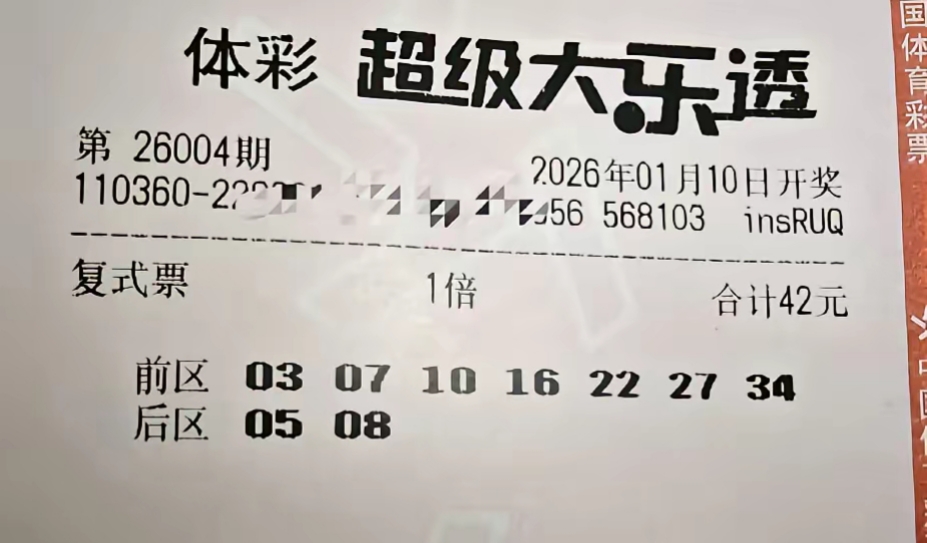 体彩 超级大乐透
第 26004期
2026年01月10日开奖
110360-22
56 568103 insRUQ
复式票 1倍 合计42元
前区 03 07 10 16 22 27 34
后区 05 08
国体育彩票